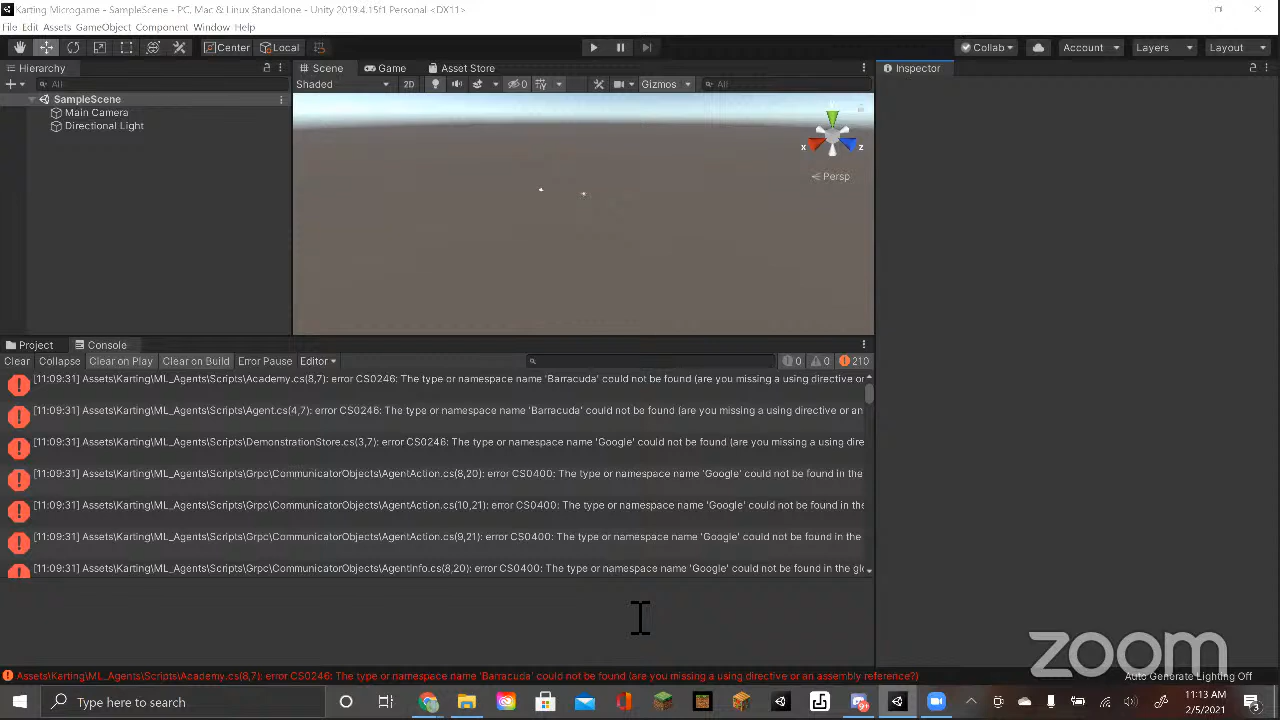 Karting Microgame - SampleScene - PC, Mac & Linux Standalone - Unity 2019.4.15f1 Personal <DX11>
File Edit Assets GameObject Component Window Help
Center Local Collab Account Layers Layout
Hierarchy Scene Game Asset Store Inspector
All Shaded 2D 0 Gizmos All
SampleScene
Main Camera
Directional Light
x z
Persp
Project Console
Clear Collapse Clear on Play Clear on Build Error Pause Editor 0 0 210
[11:09:31] Assets\Karting\ML_Agents\Scripts\Academy.cs(8,7): error CS0246: The type or namespace name 'Barracuda' could not be found (are you missing a using directive or
[11:09:31] Assets\Karting\ML_Agents\Scripts\Agent.cs(4,7): error CS0246: The type or namespace name 'Barracuda' could not be found (are you missing a using directive or an
[11:09:31] Assets\Karting\ML_Agents\Scripts\DemonstrationStore.cs(3,7): error CS0246: The type or namespace name 'Google' could not be found (are you missing a using dire
[11:09:31] Assets\Karting\ML_Agents\Scripts\Grpc\CommunicatorObjects\AgentAction.cs(8,20): error CS0400: The type or namespace name 'Google' could not be found in the
[11:09:31] Assets\Karting\ML_Agents\Scripts\Grpc\CommunicatorObjects\AgentAction.cs(10,21): error CS0400: The type or namespace name 'Google' could not be found in the
[11:09:31] Assets\Karting\ML_Agents\Scripts\Grpc\CommunicatorObjects\AgentAction.cs(9,21): error CS0400: The type or namespace name 'Google' could not be found in the
[11:09:31] Assets\Karting\ML_Agents\Scripts\Grpc\CommunicatorObjects\AgentInfo.cs(8,20): error CS0400: The type or namespace name 'Google' could not be found in the glo
zoom
Assets\Karting\ML_Agents\Scripts\Academy.cs(8,7): error CS0246: The type or namespace name 'Barracuda' could not be found (are you missing a using directive or an assembly reference?)
Auto Generate Lighting Off
Type here to search
11:13 AM
2/5/2021
3